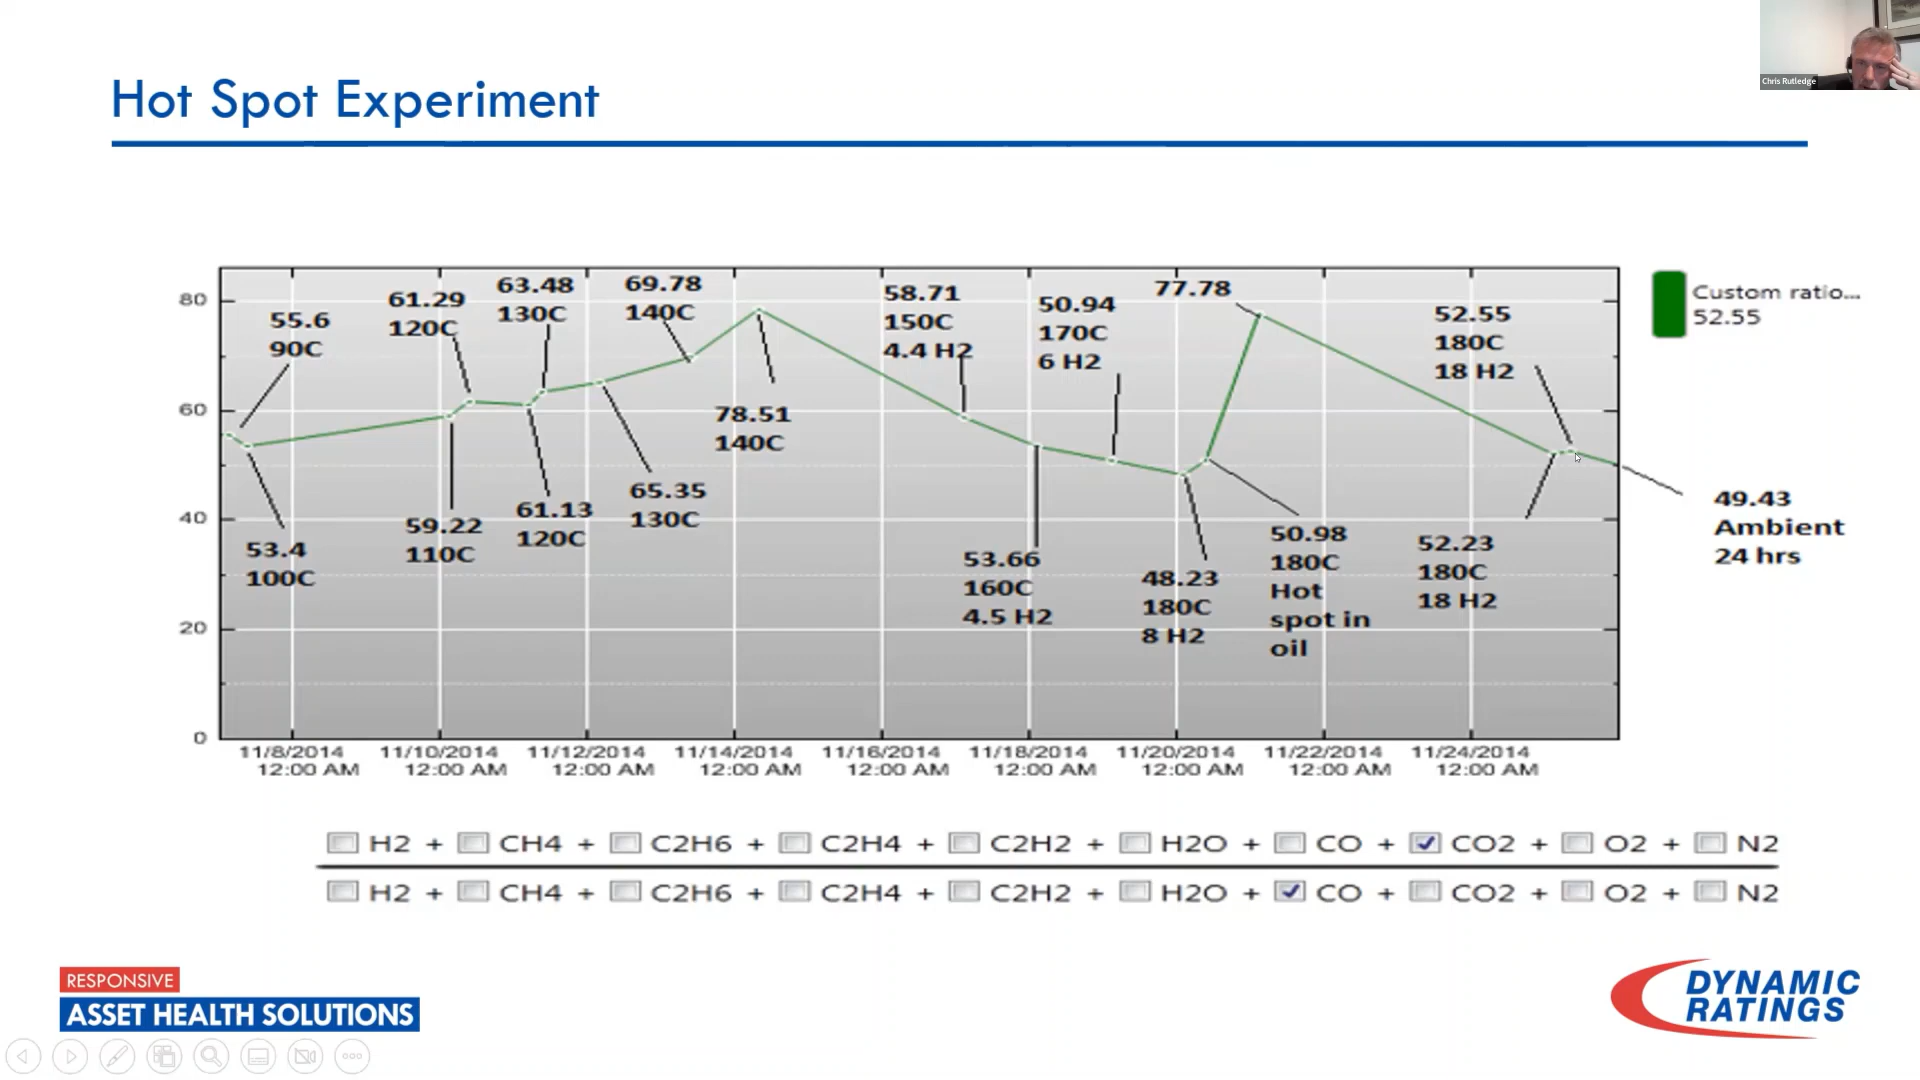 Chris Rutledge
Hot Spot Experiment
80
60
40
20
0
55.6
90C
53.4
100C
61.29
120C
59.22
110C
63.48
130C
61.13
120C
69.78
140C
65.35
130C
78.51
140C
58.71
150C
4.4 H2
53.66
160C
4.5 H2
50.94
170C
6 H2
48.23
180C
8 H2
77.78
50.98
180C
Hot
spot in
oil
52.55
180C
18 H2
52.23
180C
18 H2
49.43
Ambient
24 hrs
Custom ratio...
52.55
11/8/2014
12:00 AM
11/10/2014
12:00 AM
11/12/2014
12:00 AM
11/14/2014
12:00 AM
11/16/2014
12:00 AM
11/18/2014
12:00 AM
11/20/2014
12:00 AM
11/22/2014
12:00 AM
11/24/2014
12:00 AM
H2 + CH4 + C2H6 + C2H4 + C2H2 + H2O + CO + CO2 + O2 + N2
H2 + CH4 + C2H6 + C2H4 + C2H2 + H2O + CO + CO2 + O2 + N2
RESPONSIVE
ASSET HEALTH SOLUTIONS
DYNAMIC
RATINGS